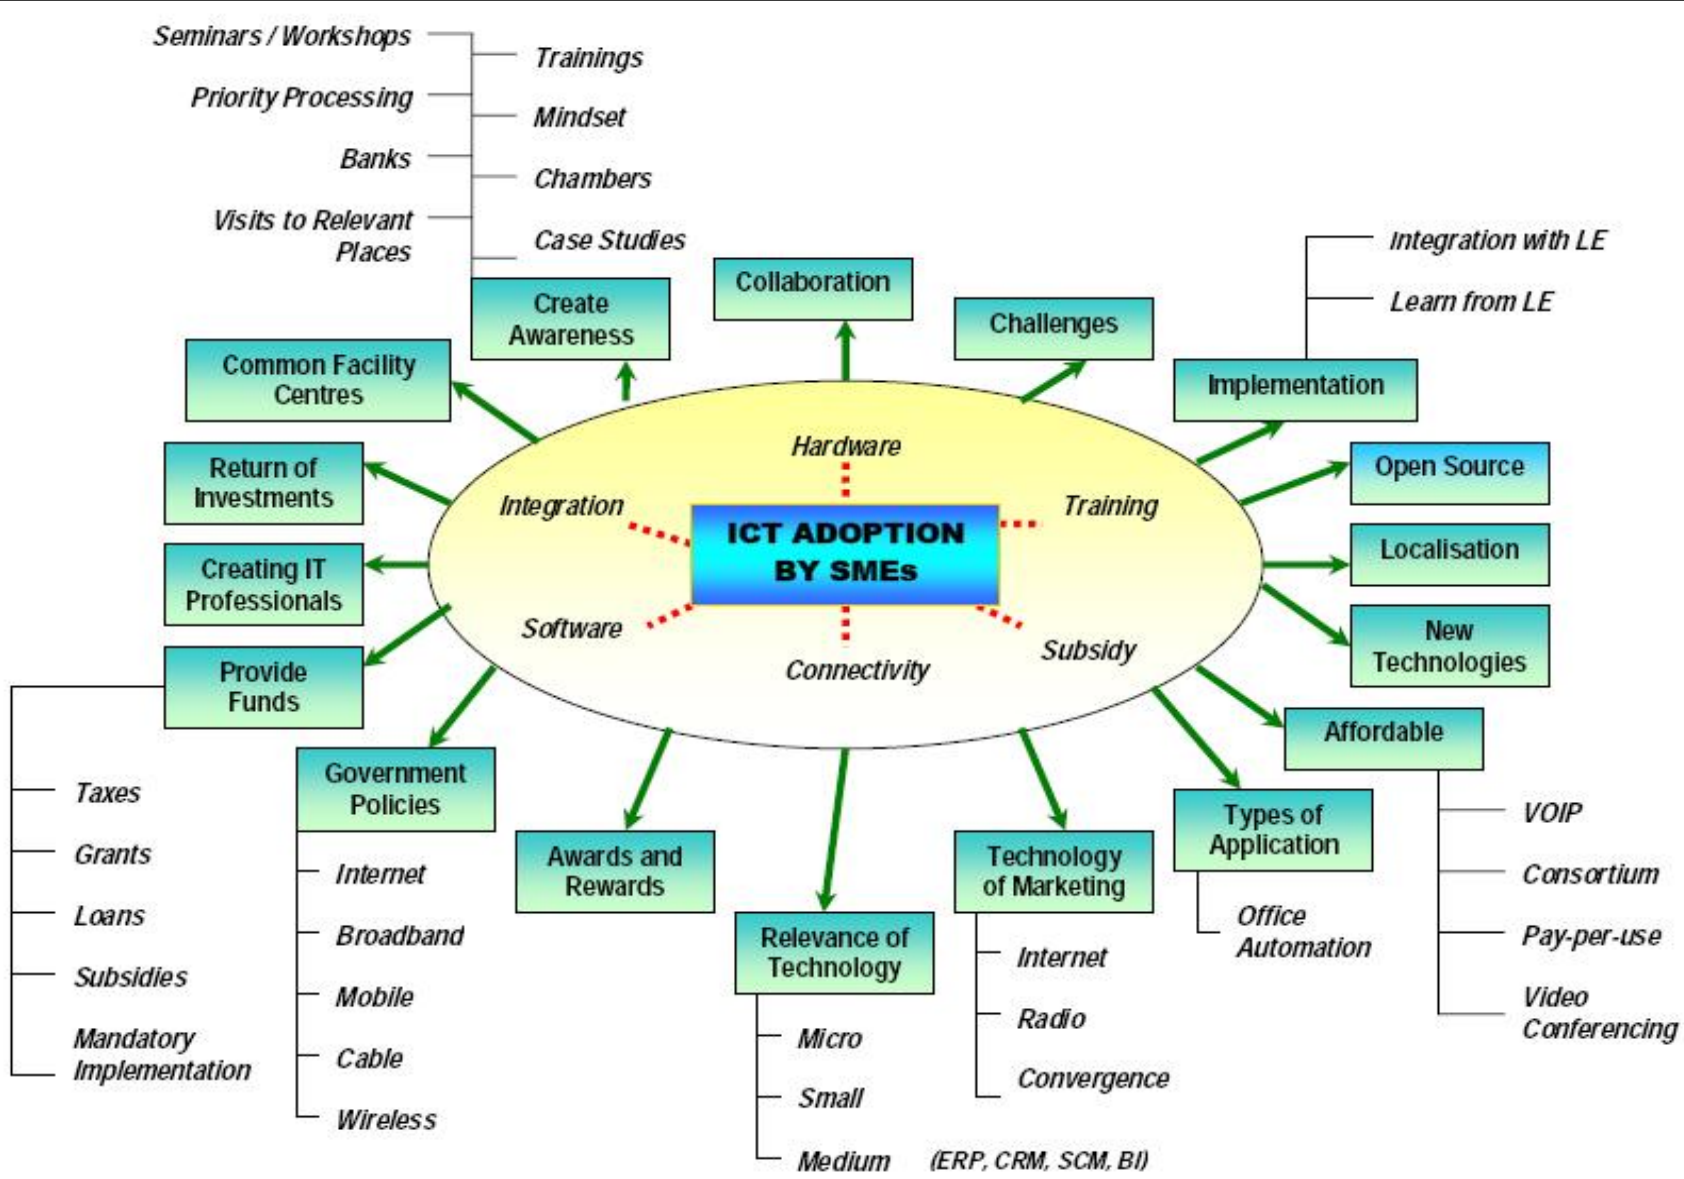 Seminars / Workshops
Trainings
Priority Processing
Mindset
Banks
Chambers
Visits to Relevant
Places
Case Studies
Integration with LE
Learn from LE
Collaboration
Create
Awareness
Challenges
Common Facility
Centres
Implementation
Hardware
Return of
Investments
Open Source
Integration
Training
ICT ADOPTION
BY SMEs
Localisation
Creating IT
Professionals
Software
Connectivity
Subsidy
New
Technologies
Provide
Funds
Affordable
Government
Policies
Taxes
Grants
Loans
Subsidies
Mandatory
Implementation
Internet
Broadband
Mobile
Cable
Wireless
Awards and
Rewards
Relevance of
Technology
Micro
Small
Medium (ERP, CRM, SCM, BI)
Technology
of Marketing
Internet
Radio
Convergence
Types of
Application
Office
Automation
VOIP
Consortium
Pay-per-use
Video
Conferencing